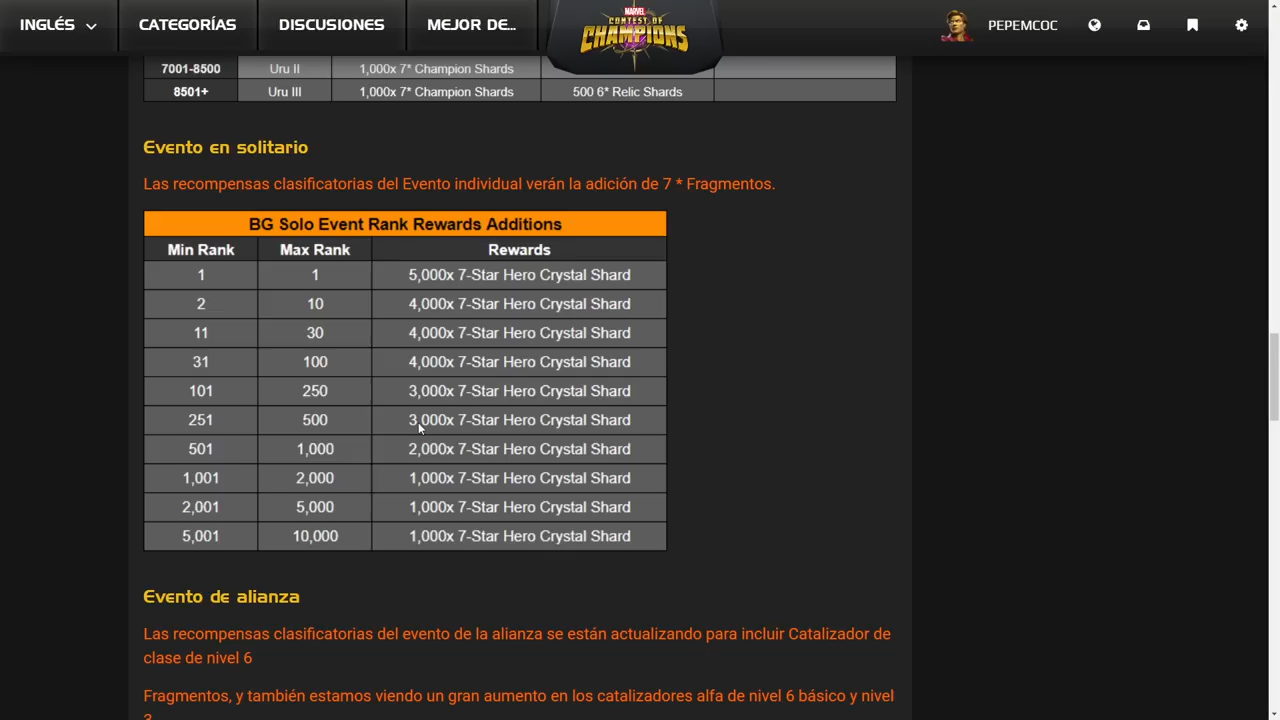 INGLÉS CATEGORÍAS DISCUSIONES MEJOR DE... MARVEL CONTEST OF CHAMPIONS PEPEMCOC
7001-8500 Uru II 1,000x 7* Champion Shards
8501+ Uru III 1,000x 7* Champion Shards 500 6* Relic Shards
Evento en solitario
Las recompensas clasificatorias del Evento individual verán la adición de 7 * Fragmentos.
BG Solo Event Rank Rewards Additions
Min Rank Max Rank Rewards
1 1 5,000x 7-Star Hero Crystal Shard
2 10 4,000x 7-Star Hero Crystal Shard
11 30 4,000x 7-Star Hero Crystal Shard
31 100 4,000x 7-Star Hero Crystal Shard
101 250 3,000x 7-Star Hero Crystal Shard
251 500 3,000x 7-Star Hero Crystal Shard
501 1,000 2,000x 7-Star Hero Crystal Shard
1,001 2,000 1,000x 7-Star Hero Crystal Shard
2,001 5,000 1,000x 7-Star Hero Crystal Shard
5,001 10,000 1,000x 7-Star Hero Crystal Shard
Evento de alianza
Las recompensas clasificatorias del evento de la alianza se están actualizando para incluir Catalizador de
clase de nivel 6
Fragmentos, y también estamos viendo un gran aumento en los catalizadores alfa de nivel 6 básico y nivel
3